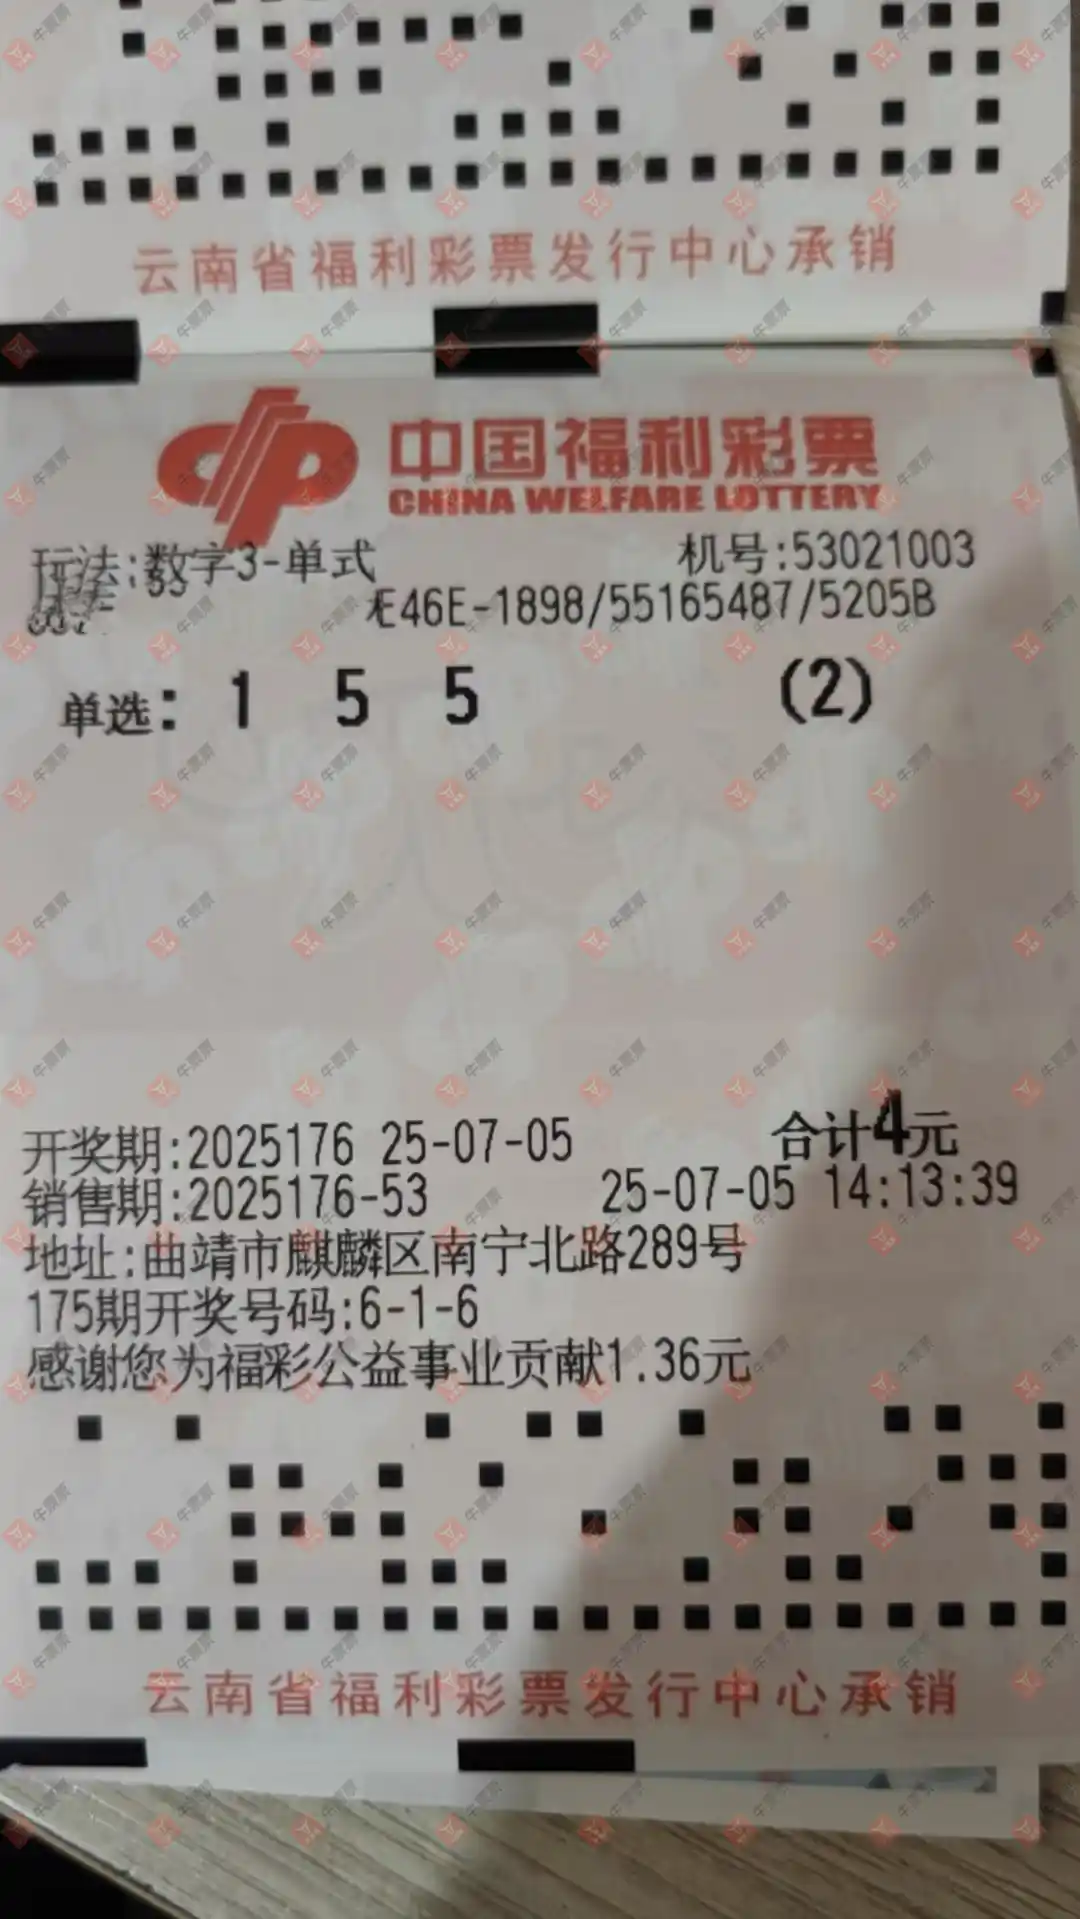 云南省福利彩票发行中心承销
中国福利彩票
CHINA WELFARE LOTTERY
玩法:数字3-单式 机号:53021003
E46E-1898/55165487/5205B
单选: 1 5 5 (2)
开奖期:2025176 25-07-05 合计4元
销售期:2025176-53 25-07-05 14:13:39
地址:曲靖市麒麟区南宁北路289号
175期开奖号码:6-1-6
感谢您为福彩公益事业贡献1.36元
云南省福利彩票发行中心承销